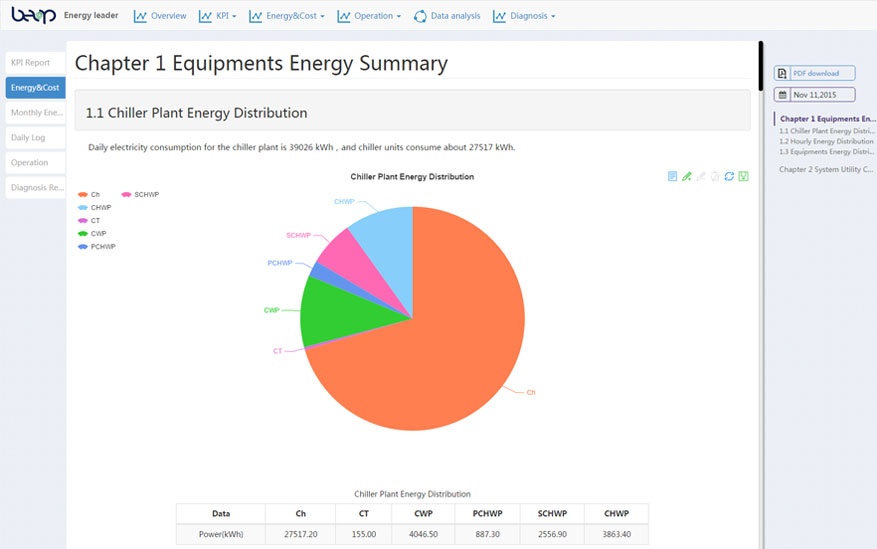 beop Energy leader Overview KPI Energy&Cost Operation Data analysis Diagnosis
KPI Report
Energy&Cost
Monthly Ene...
Daily Log
Operation
Diagnosis Re...
Chapter 1 Equipments Energy Summary
1.1 Chiller Plant Energy Distribution
Daily electricity consumption for the chiller plant is 39026 kWh , and chiller units consume about 27517 kWh.
Chiller Plant Energy Distribution
Ch SCHWP
CHWP
CT
CWP
PCHWP
CHWP
SCHWP
PCHWP
CWP
CT
Ch
Chiller Plant Energy Distribution
Data Ch CT CWP PCHWP SCHWP CHWP
Power(kWh) 27517.20 155.00 4046.50 887.30 2556.90 3863.40
PDF download
Nov 11,2015
Chapter 1 Equipments En...
1.1 Chiller Plant Energy Distri...
1.2 Hourly Energy Distribution
1.3 Equipments Energy Distri...
Chapter 2 System Utility C...